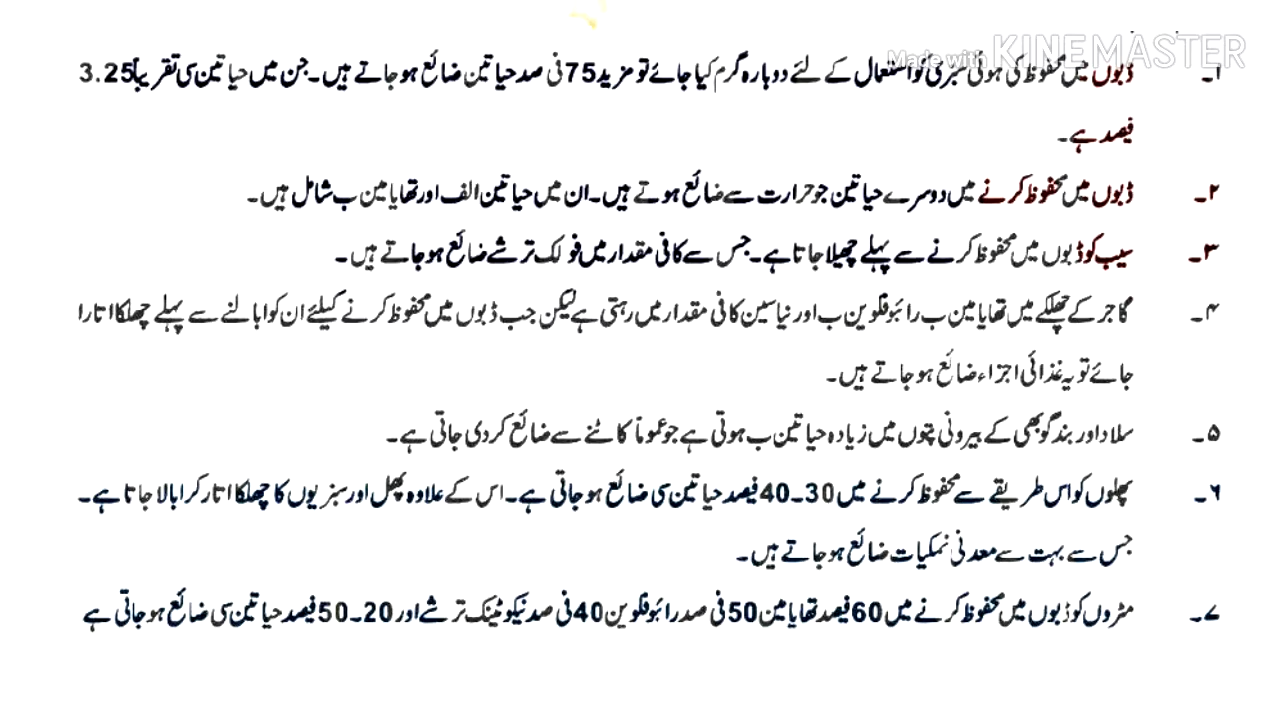 Made with KINEMASTER
۱۔ ڈبوں میں محفوظ کی ہوئی سبزی کو استعمال کے لئے دوبارہ گرم کیا جائے تو مزید 75 فی صد حیاتین ضائع ہو جاتے ہیں۔ جن میں حیاتین سی تقریباً 3.25
فیصد ہے۔
۲۔ ڈبوں میں محفوظ کرنے میں دوسرے حیاتین جو حرارت سے ضائع ہوتے ہیں۔ ان میں حیاتین الف اور تھایامین ب شامل ہیں۔
۳۔ سیب کو ڈبوں میں محفوظ کرنے سے پہلے چھیلا جاتا ہے۔ جس سے کافی مقدار میں فولک ترشے ضائع ہو جاتے ہیں۔
۴۔ گاجر کے چھلکے میں تھایامین ب رائبوفلوین ب اور نیاسین کافی مقدار میں رہتی ہے لیکن جب ڈبوں میں محفوظ کرنے کیلئے ان کو ابالنے سے پہلے چھلکا اتارا
جائے تو یہ غذائی اجزاء ضائع ہو جاتے ہیں۔
۵۔ سلاد اور بند گوبھی کے بیرونی پتوں میں زیادہ حیاتین ب ہوتی ہے جو عموماً کاٹنے سے ضائع کر دی جاتی ہے۔
۶۔ پھلوں کو اس طریقے سے محفوظ کرنے میں 30۔40 فیصد حیاتین سی ضائع ہو جاتی ہے۔ اس کے علاوہ پھل اور سبزیوں کا چھلکا اتار کر ابالا جاتا ہے۔
جس سے بہت سے معدنی نمکیات ضائع ہو جاتے ہیں۔
۷۔ مٹروں کو ڈبوں میں محفوظ کرنے میں 60 فیصد تھایامین 50 فی صد رائبوفلوین 40 فی صد نیکوٹینک ترشے اور 20۔50 فیصد حیاتین سی ضائع ہو جاتی ہے